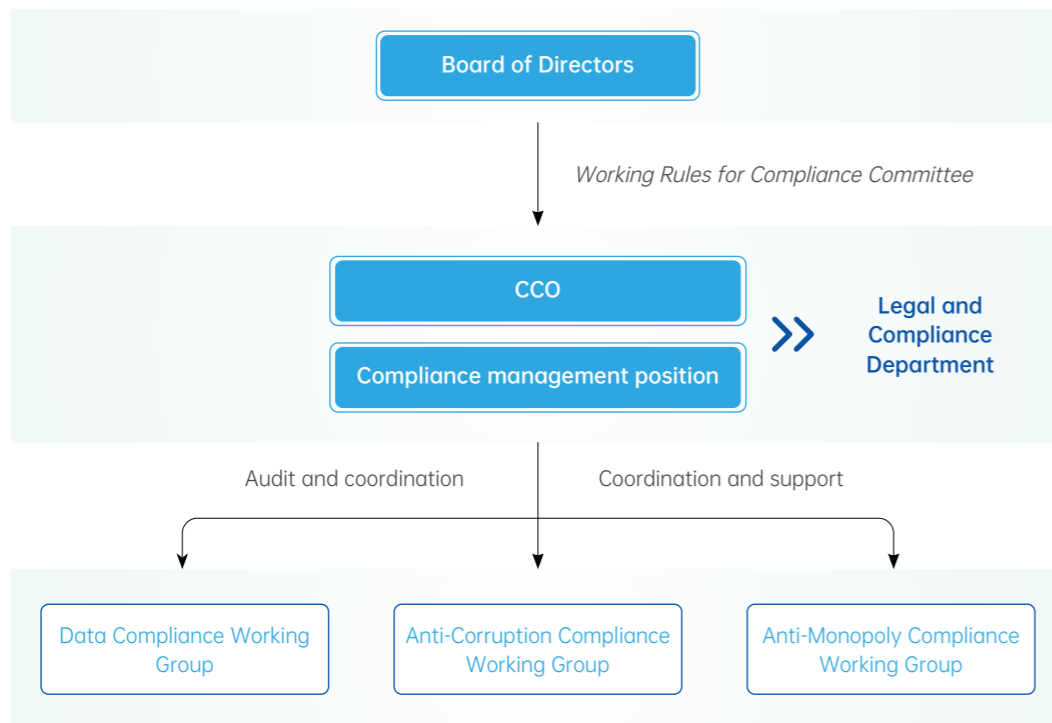 Board of Directors
Working Rules for Compliance Committee
CCO
Compliance management position
Legal and
Compliance
Department
Audit and coordination
Coordination and support
Data Compliance Working
Group
Anti-Corruption Compliance
Working Group
Anti-Monopoly Compliance
Working Group